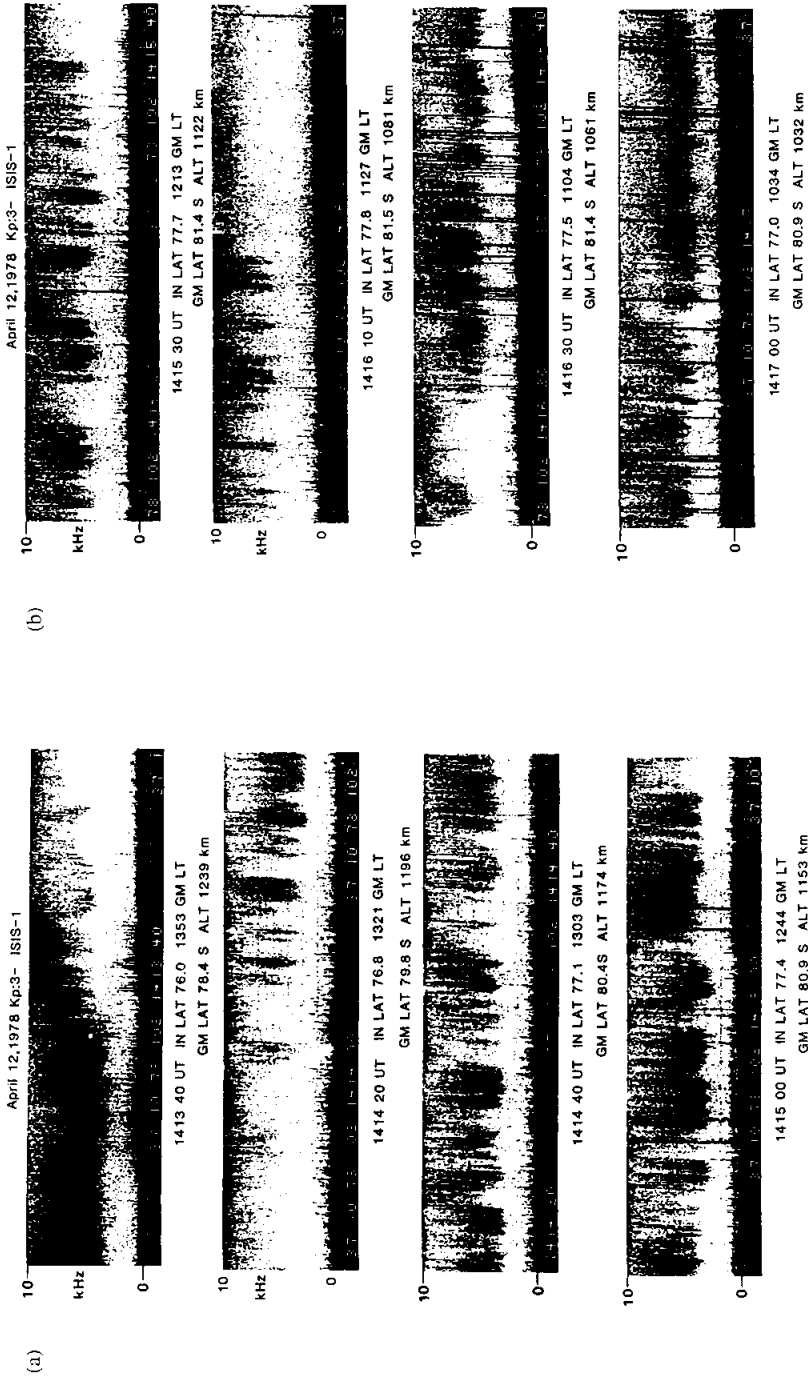 (a)
April 12,1978 Kp:3- ISIS-1
10
kHz
0
1413 40 UT IN LAT 76.0 1353 GM LT
GM LAT 78.4 S ALT 1239 km
10
kHz
0
1414 20 UT IN LAT 76.8 1321 GM LT
GM LAT 79.8 S ALT 1196 km
10
0
1414 40 UT IN LAT 77.1 1303 GM LT
GM LAT 80.4S ALT 1174 km
10
0
1415 00 UT IN LAT 77.4 1244 GM LT
GM LAT 80.9 S ALT 1153 km
(b)
April 12,1978 Kp:3- ISIS-1
10
kHz
0
1415 30 UT IN LAT 77.7 1213 GM LT
GM LAT 81.4 S ALT 1122 km
10
kHz
0
1416 10 UT IN LAT 77.8 1127 GM LT
GM LAT 81.5 S ALT 1081 km
10
0
1416 30 UT IN LAT 77.5 1104 GM LT
GM LAT 81.4 S ALT 1061 km
10
0
1417 00 UT IN LAT 77.0 1034 GM LT
GM LAT 80.9 S ALT 1032 km